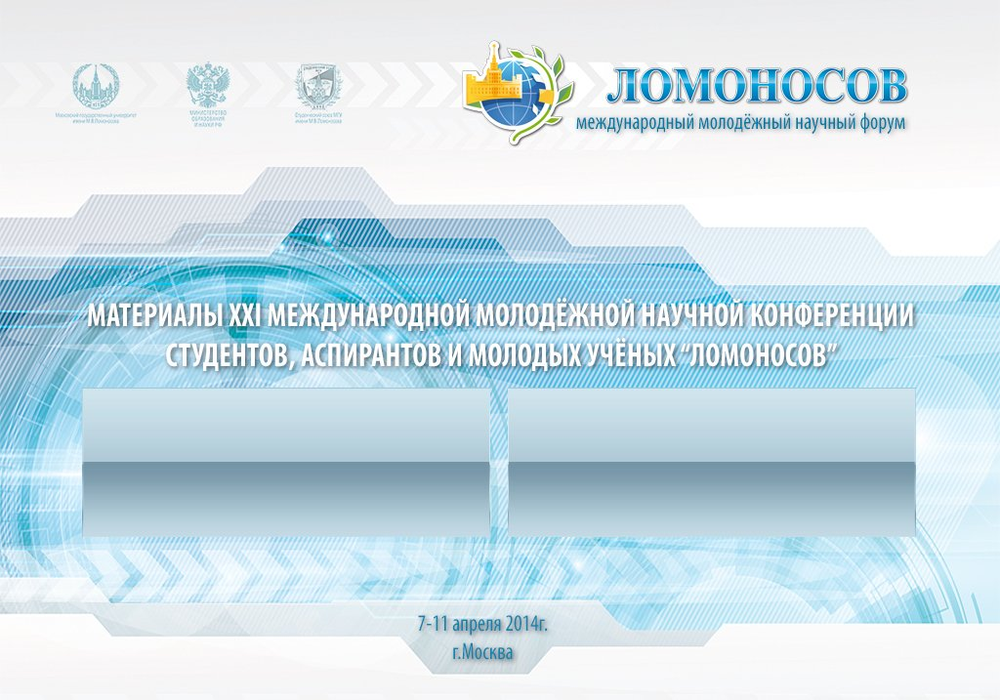 Московский государственный университет
имени М.В.Ломоносова
МИНИСТЕРСТВО
ОБРАЗОВАНИЯ
И НАУКИ РФ
Студенческий союз МГУ
имени М.В.Ломоносова
ЛОМОНОСОВ
международный молодёжный научный форум
МАТЕРИАЛЫ XXI МЕЖДУНАРОДНОЙ МОЛОДЁЖНОЙ НАУЧНОЙ КОНФЕРЕНЦИИ
СТУДЕНТОВ, АСПИРАНТОВ И МОЛОДЫХ УЧЁНЫХ “ЛОМОНОСОВ”
7-11 апреля 2014г.
г.Москва